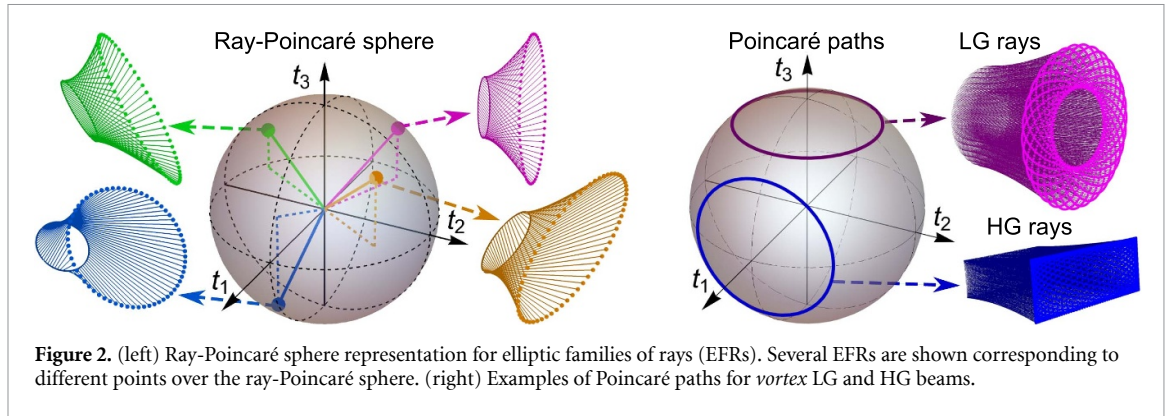 Ray-Poincaré sphere
t3
t2
t1
Poincaré paths
t3
t2
t1
LG rays
HG rays
Figure 2. (left) Ray-Poincaré sphere representation for elliptic families of rays (EFRs). Several EFRs are shown corresponding to
different points over the ray-Poincaré sphere. (right) Examples of Poincaré paths for vortex LG and HG beams.